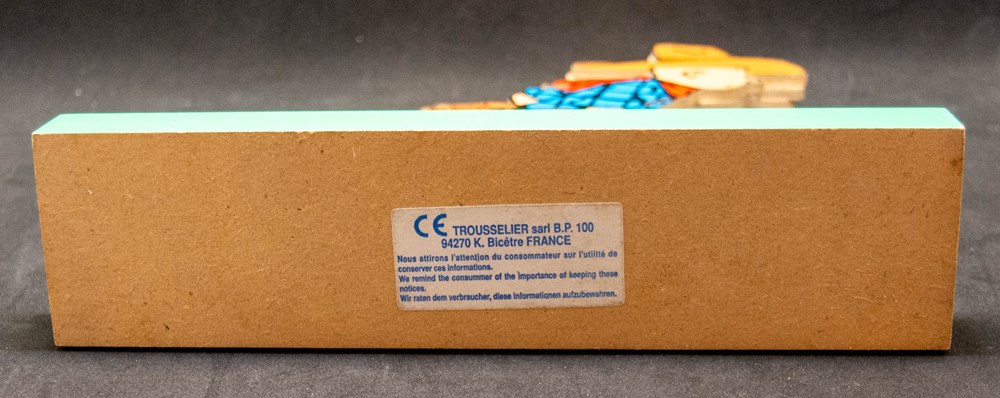 CE TROUSSELIER sarl B.P. 100
94270 K. Bicêtre FRANCE
Nous attirons l'attention du consommateur sur l'utilité de
conserver ces informations.
We remind the consummer of the importance of keeping these
notices.
Wir raten dem verbraucher, diese Informationen aufzubewahren.